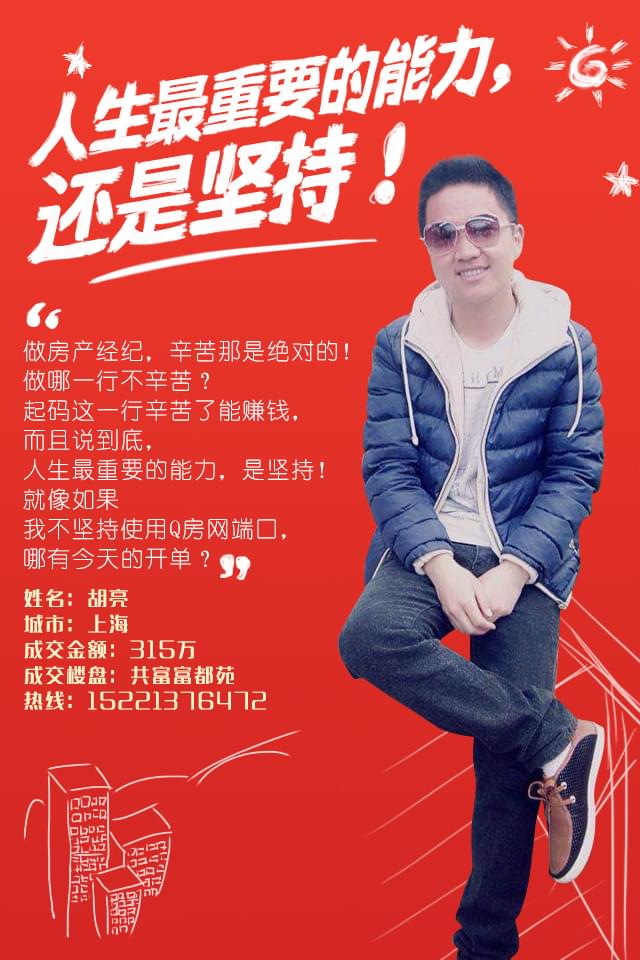 人生最重要的能力，
还是坚持！
“
做房产经纪，辛苦那是绝对的！
做哪一行不辛苦？
起码这一行辛苦了能赚钱，
而且说到底，
人生最重要的能力，是坚持！
就像如果
我不坚持使用Q房网端口，
哪有今天的开单？”
姓名：胡亮
城市：上海
成交金额：315万
成交楼盘：共富富都苑
热线：15221376472